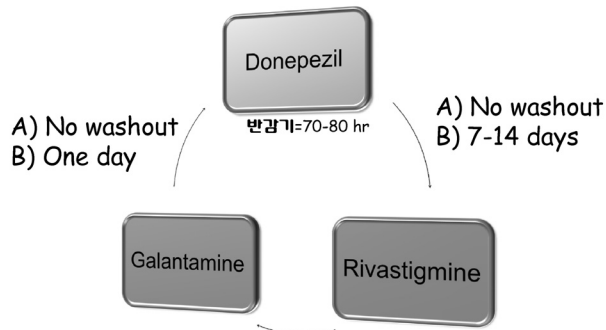 Donepezil
반감기=70-80 hr
A) No washout
B) One day
A) No washout
B) 7-14 days
Galantamine
Rivastigmine